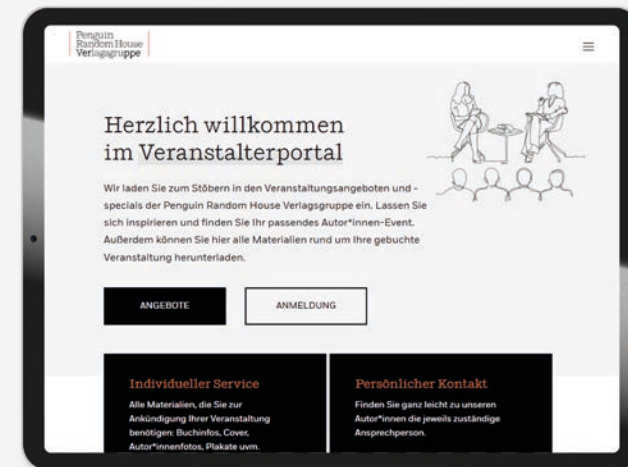 Penguin
Random House
Verlagsgruppe
Herzlich willkommen
im Veranstalterportal
Wir laden Sie zum Stöbern in den Veranstaltungsangeboten und -
specials der Penguin Random House Verlagsgruppe ein. Lassen Sie
sich inspirieren und finden Sie Ihr passendes Autor*innen-Event.
Außerdem können Sie hier alle Materialien rund um Ihre gebuchte
Veranstaltung herunterladen.
ANGEBOTE
ANMELDUNG
Individueller Service
Alle Materialien, die Sie zur
Ankündigung Ihrer Veranstaltung
benötigen: Buchinfos, Cover,
Autor*innenfotos, Plakate uvm.
Persönlicher Kontakt
Finden Sie ganz leicht zu unseren
Autor*innen die jeweils zuständige
Ansprechperson.